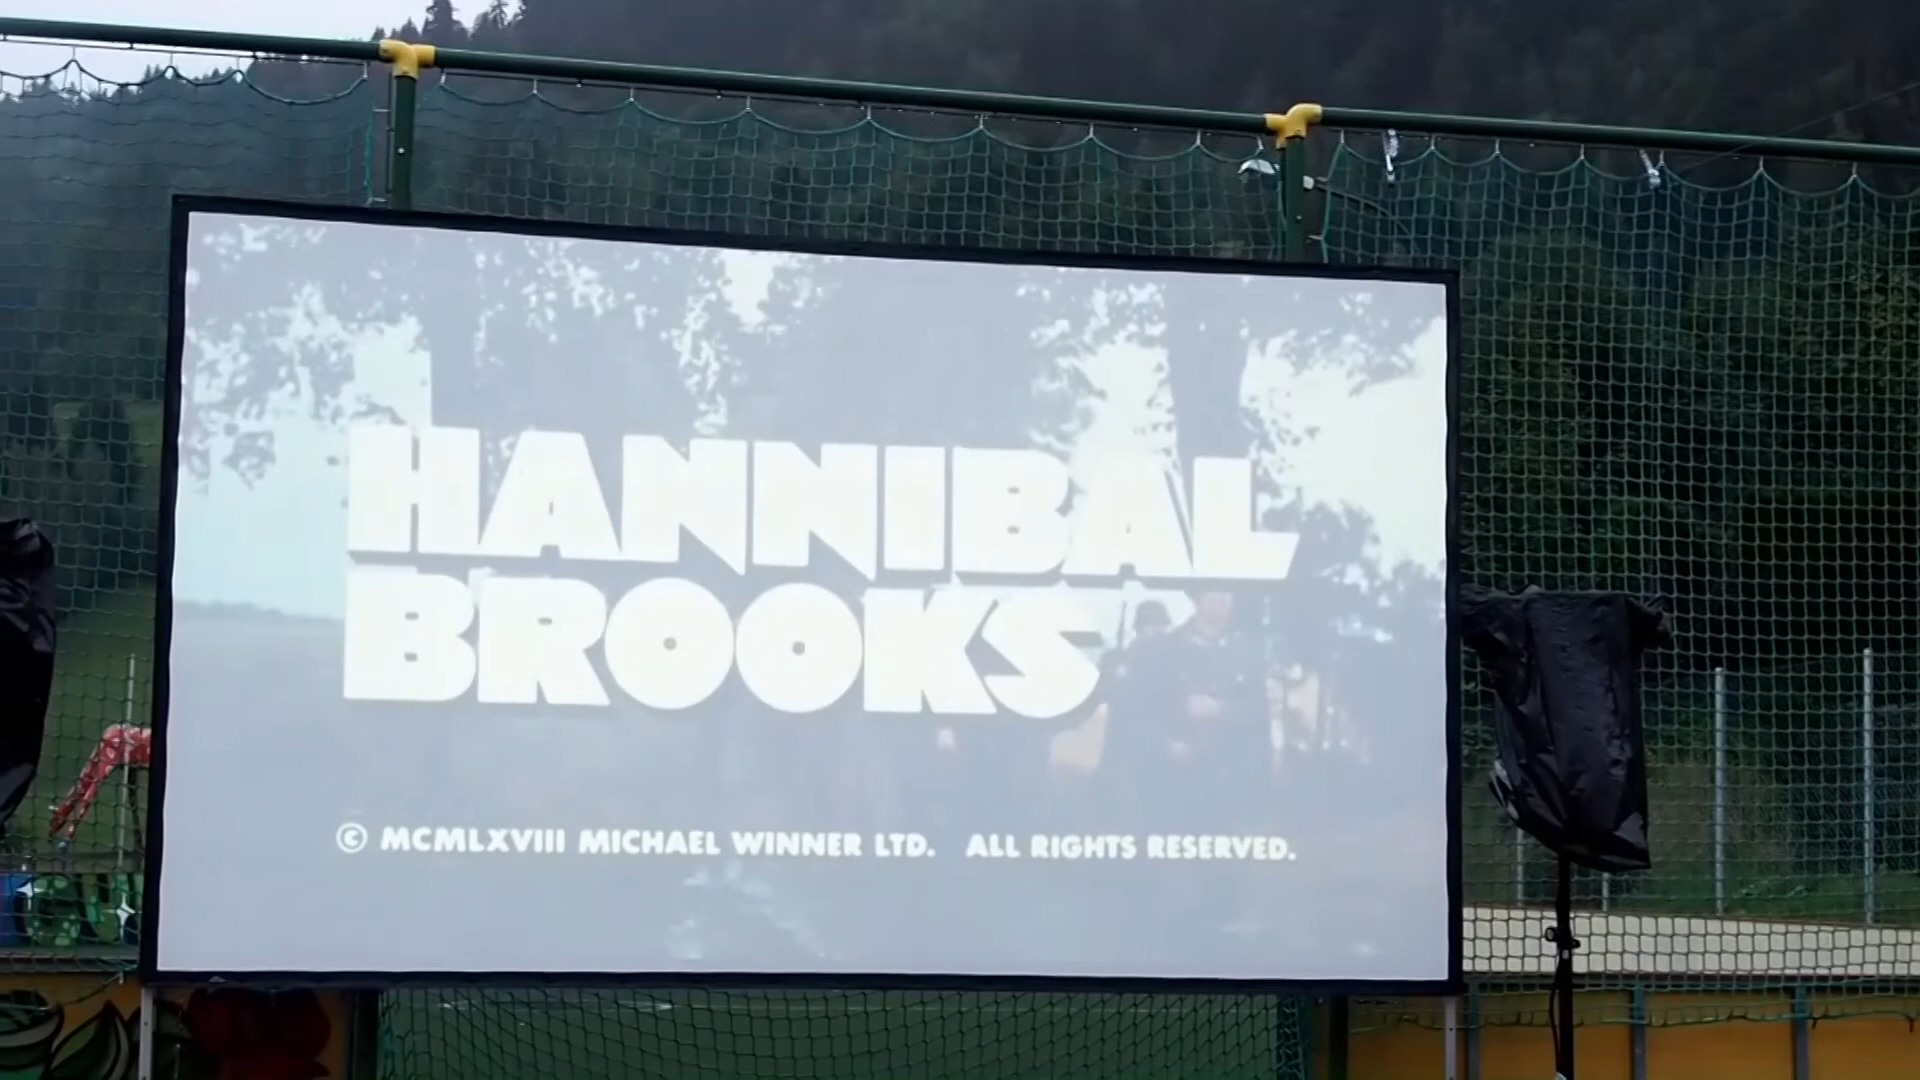 HANNIBAL
BROOKS
© MCMLXVIII MICHAEL WINNER LTD. ALL RIGHTS RESERVED.